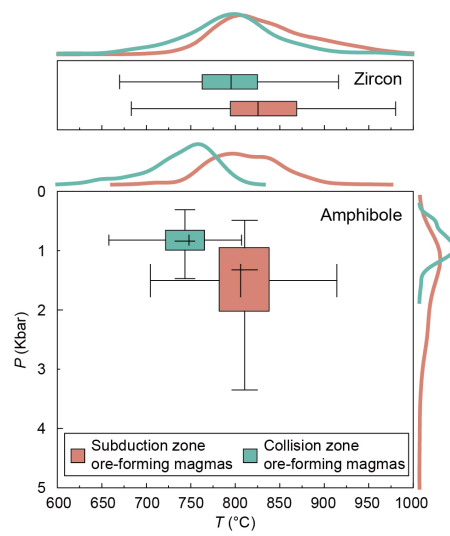 Zircon
Amphibole
0
1
2
3
4
5
P (Kbar)
Subduction zone
ore-forming magmas
Collision zone
ore-forming magmas
600 650 700 750 800 850 900 950 1000
T (°C)